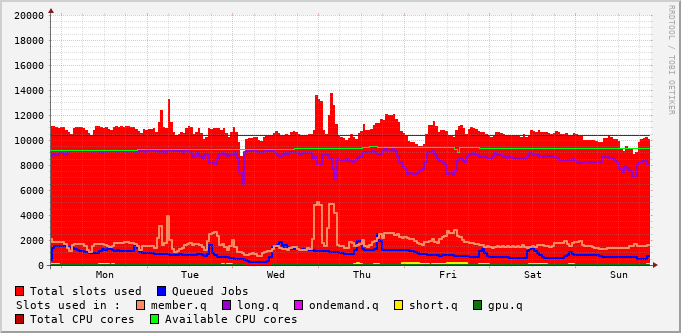 20000
18000
16000
14000
12000
10000
8000
6000
4000
2000
0
Mon Tue Wed Thu Fri Sat Sun
Total slots used Queued Jobs
Slots used in : member.q long.q ondemand.q short.q gpu.q
Total CPU cores Available CPU cores
RRDTOOL / TOBI OETIKER